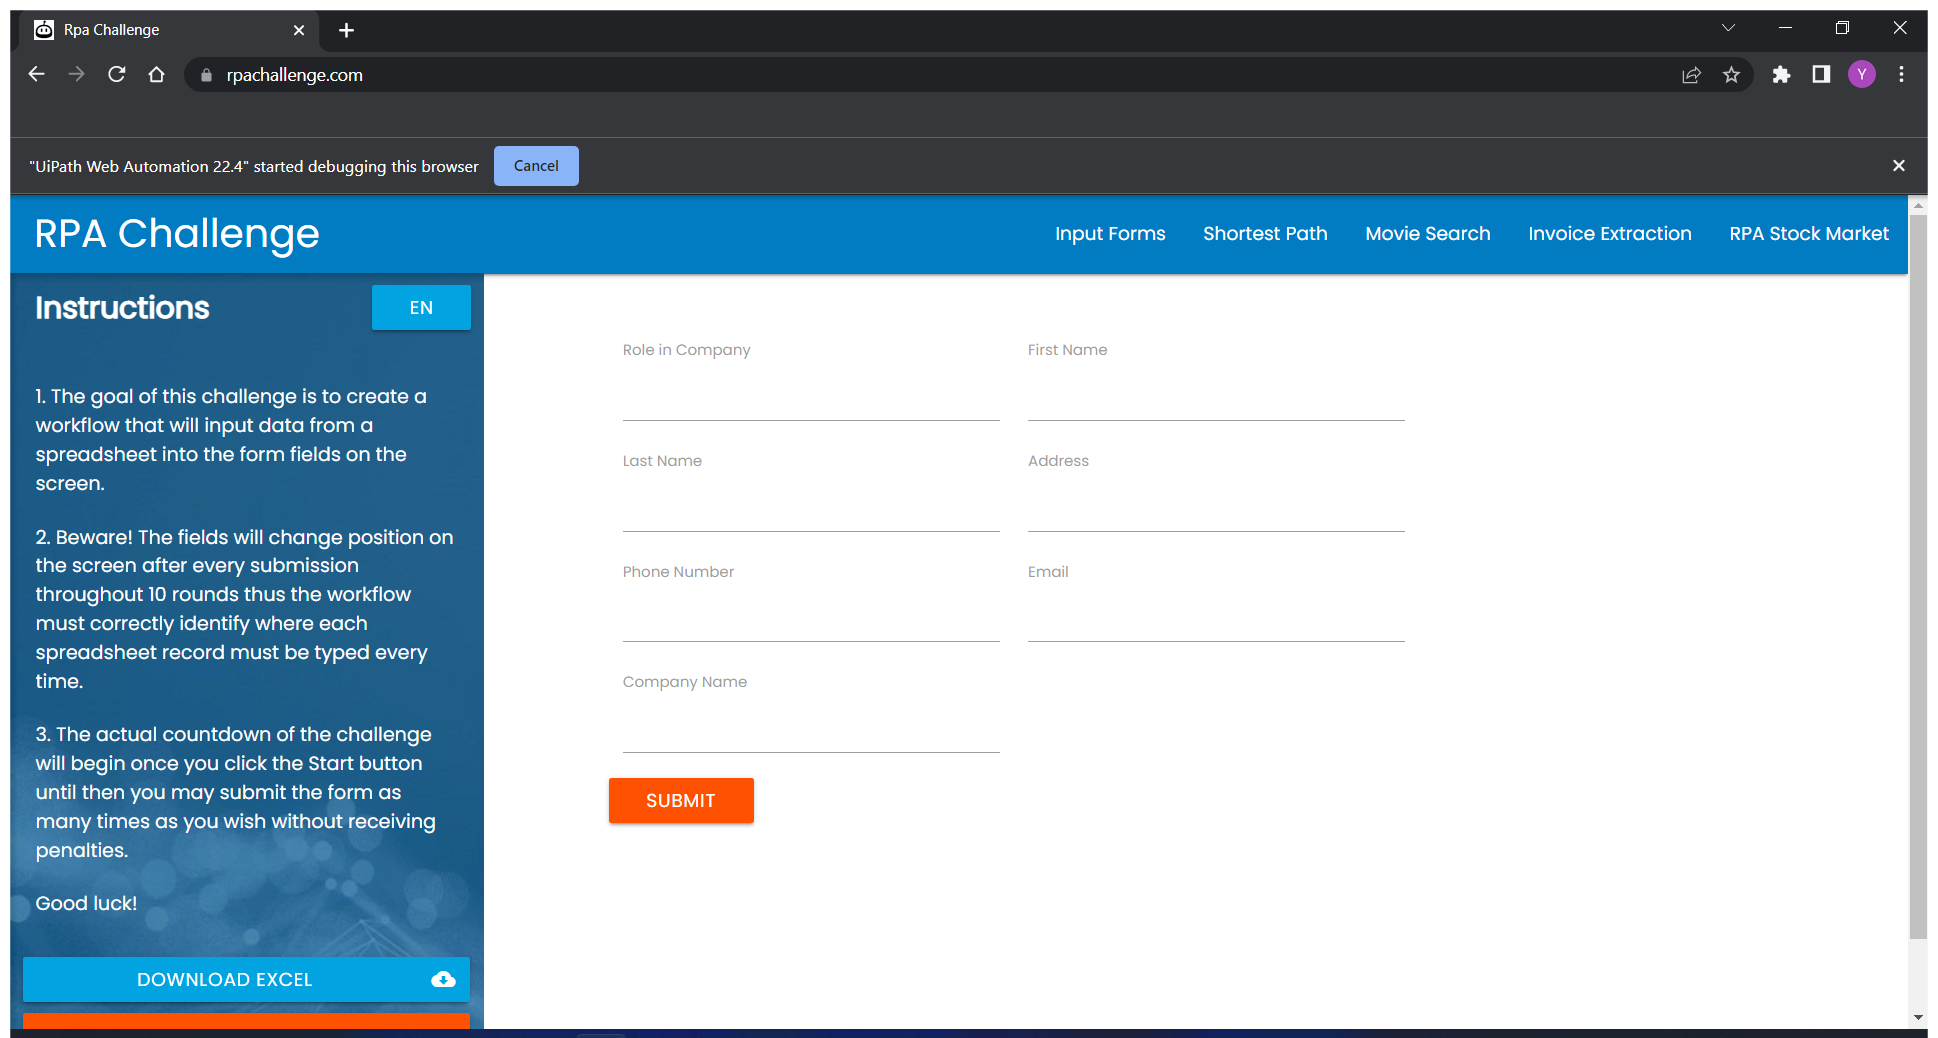 Rpa Challenge
rpachallenge.com
Y
"UiPath Web Automation 22.4" started debugging this browser
Cancel
RPA Challenge
Input Forms
Shortest Path
Movie Search
Invoice Extraction
RPA Stock Market
Instructions
EN
1. The goal of this challenge is to create a
workflow that will input data from a
spreadsheet into the form fields on the
screen.
2. Beware! The fields will change position on
the screen after every submission
throughout 10 rounds thus the workflow
must correctly identify where each
spreadsheet record must be typed every
time.
3. The actual countdown of the challenge
will begin once you click the Start button
until then you may submit the form as
many times as you wish without receiving
penalties.
Good luck!
DOWNLOAD EXCEL
Role in Company
First Name
Last Name
Address
Phone Number
Email
Company Name
SUBMIT